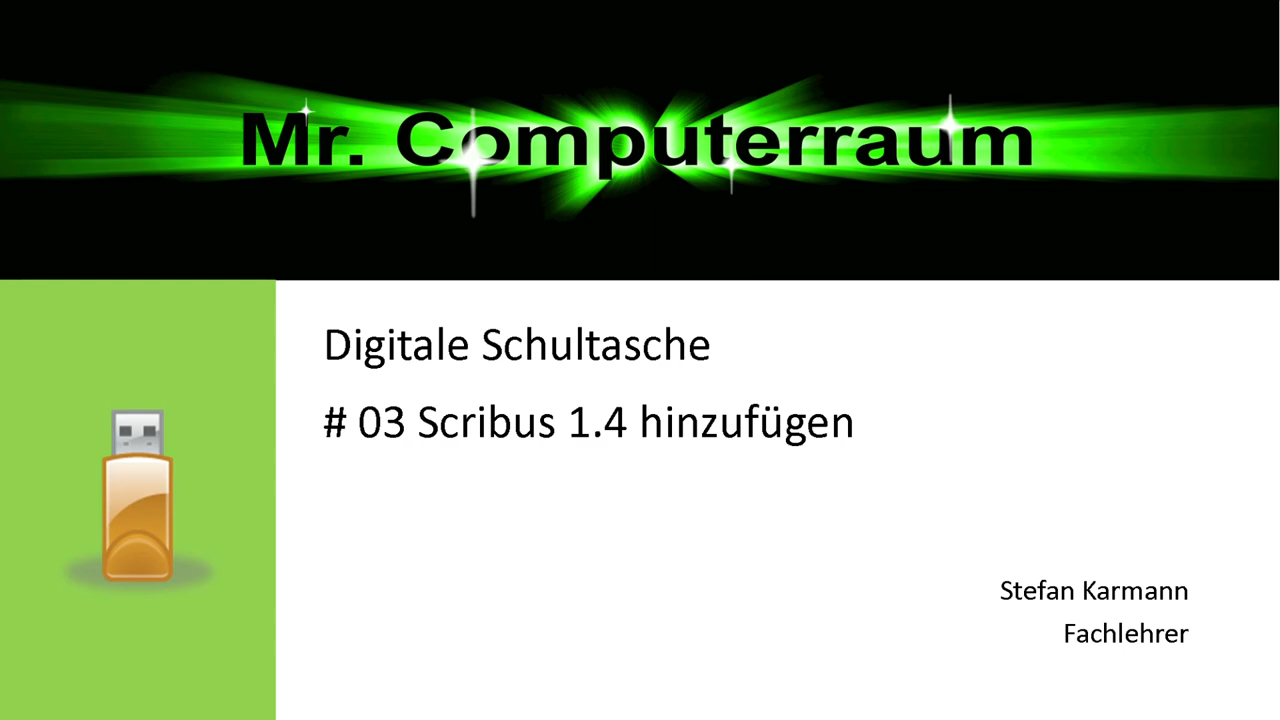 Mr. Computerraum
Digitale Schultasche
# 03 Scribus 1.4 hinzufügen
Stefan Karmann
Fachlehrer